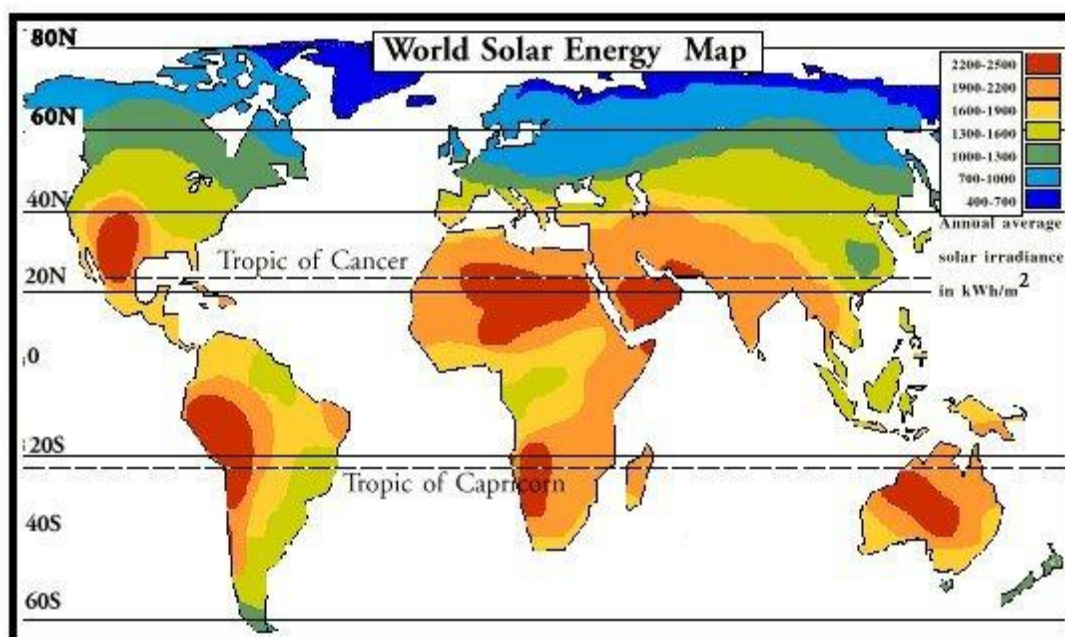 World Solar Energy Map
80N
60N
40N
20N
0
20S
40S
60S
Tropic of Cancer
Tropic of Capricorn
2200-2500
1900-2200
1600-1900
1300-1600
1000-1300
700-1000
400-700
Annual average
solar irradiance
in kWh/m²